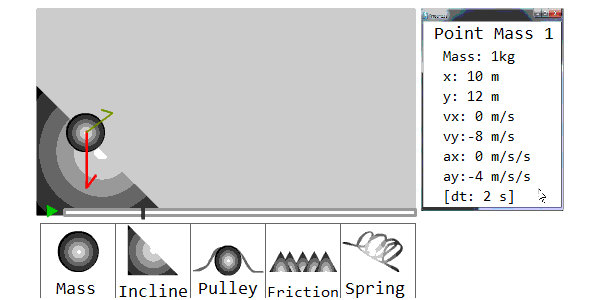 Point Mass 1
Mass: 1kg
x: 10 m
y: 12 m
vx: 0 m/s
vy:-8 m/s
ax: 0 m/s/s
ay:-4 m/s/s
[dt: 2 s]
Mass
Incline
Pulley
Friction
Spring